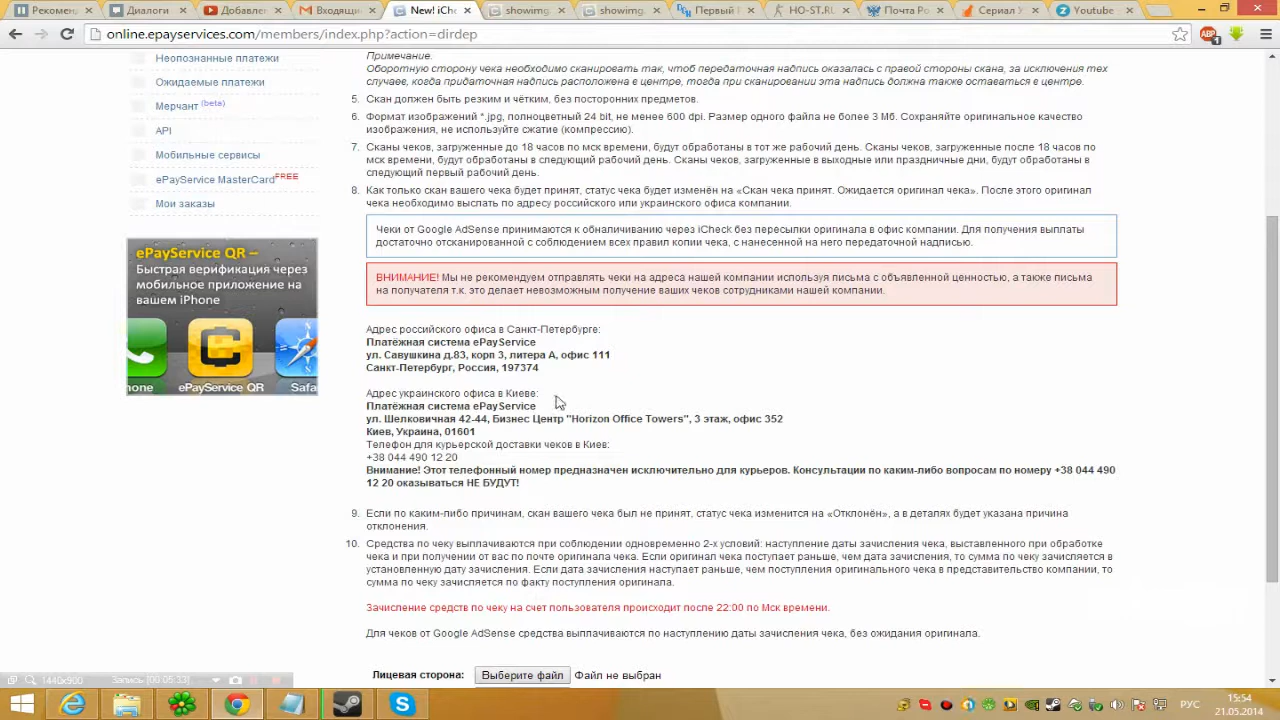 Рекомен
Диалоги
Добавле
Входящи
New! iChe
showimg.
showimg.
Первый
HO-ST.RU
Почта Ро
Сериал У
Youtube
online.epayservices.com/members/index.php?action=dirdep
Неопознанные платежи
Ожидаемые платежи
Мерчант (beta)
API
Мобильные сервисы
ePayService MasterCard FREE
Мои заказы
ePayService QR –
Быстрая верификация через
мобильное приложение на
вашем iPhone
hone
ePayService QR
Safa
Примечание.
Оборотную сторону чека необходимо сканировать так, чтоб передаточная надпись оказалась с правой стороны скана, за исключения тех
случаев, когда придаточная надпись расположена в центре, тогда при сканировании эта надпись должна также оставаться в центре.
5. Скан должен быть резким и чётким, без посторонних предметов.
6. Формат изображений *.jpg, полноцветный 24 bit, не менее 600 dpi. Размер одного файла не более 3 Мб. Сохраняйте оригинальное качество
изображения, не используйте сжатия (компрессию).
7. Сканы чеков, загруженные до 18 часов по мск времени, будут обработаны в тот же рабочий день. Сканы чеков, загруженные после 18 часов по
мск времени, будут обработаны в следующий рабочий день. Сканы чеков, загруженные в выходные или праздничные дни, будут обработаны в
следующий первый рабочий день.
8. Как только скан вашего чека будет принят, статус чека будет изменён на «Скан чека принят. Ожидается оригинал чека». После этого оригинал
чека необходимо выслать по адресу российского или украинского офиса компании.
Чеки от Google AdSense принимаются к обналичиванию через iCheck без пересылки оригинала в офис компании. Для получения выплаты
достаточно отсканированной с соблюдением всех правил копии чека, с нанесенной на него передаточной надписью.
ВНИМАНИЕ! Мы не рекомендуем отправлять чеки на адреса нашей компании используя письма с объявленной ценностью, а также письма
на получателя т.к. это делает невозможным получение ваших чеков сотрудниками нашей компании.
Адрес российского офиса в Санкт-Петербурге:
Платёжная система ePayService
ул. Савушкина д.83, корп 3, литера А, офис 111
Санкт-Петербург, Россия, 197374
Адрес украинского офиса в Киеве:
Платёжная система ePayService
ул. Шелковичная 42-44, Бизнес Центр "Horizon Office Towers", 3 этаж, офис 352
Киев, Украина, 01601
Телефон для курьерской доставки чеков в Киев:
+38 044 490 12 20
Внимание! Этот телефонный номер предназначен исключительно для курьеров. Консультации по каким-либо вопросам по номеру +38 044 490
12 20 оказываться НЕ БУДУТ!
9. Если по каким-либо причинам, скан вашего чека был не принят, статус чека изменится на «Отклонён», а в деталях будет указана причина
отклонения.
10. Средства по чеку выплачиваются при соблюдении одновременно 2-х условий: наступление даты зачисления чека, выставленного при обработке
чека и при получении от вас по почте оригинала чека. Если оригинал чека поступает раньше, чем дата зачисления, то сумма по чеку зачисляется в
установленную дату зачисления. Если дата зачисления наступает раньше, чем поступления оригинального чека в представительство компании, то
сумма по чеку зачисляется по факту поступления оригинала.
Зачисление средств по чеку на счет пользователя происходит после 22:00 по Мск времени.
Для чеков от Google AdSense средства выплачиваются по наступлению даты зачисления чека, без ожидания оригинала.
Лицевая сторона: Выберите файл Файл не выбран
1440x900
Запись [00:05:33]
РУС
15:54
21.05.2014